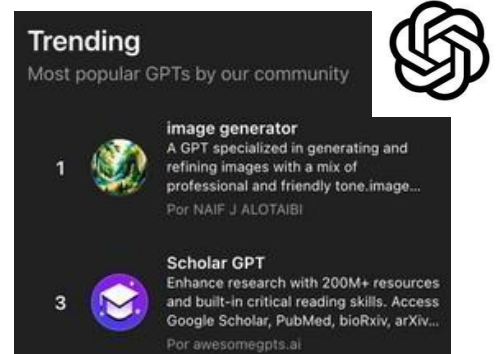 Trending
Most popular GPTs by our community
1
image generator
A GPT specialized in generating and
refining images with a mix of
professional and friendly tone.image...
Por NAIF J ALOTAIBI
3
Scholar GPT
Enhance research with 200M+ resources
and built-in critical reading skills. Access
Google Scholar, PubMed, bioRxiv, arXiv...
Por awesomegpts.ai